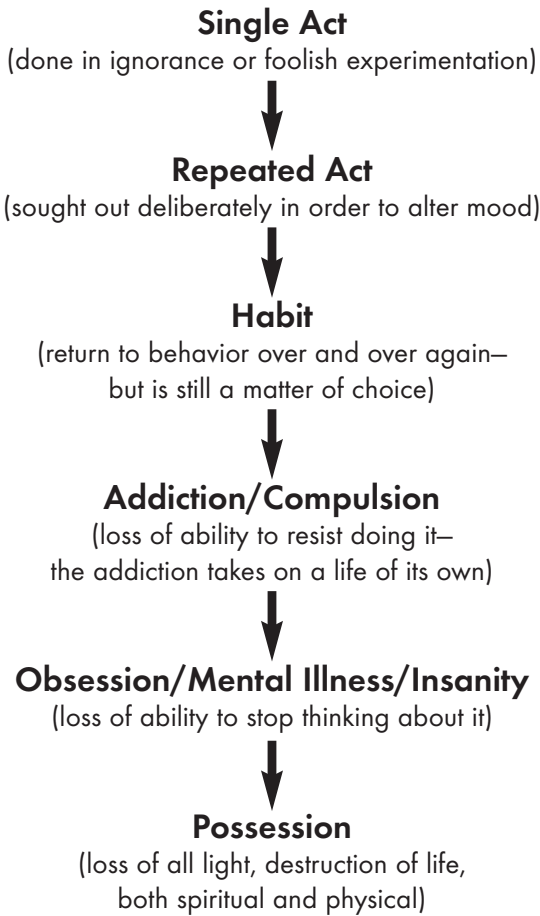 Single Act
(done in ignorance or foolish experimentation)
Repeated Act
(sought out deliberately in order to alter mood)
Habit
(return to behavior over and over again—
but is still a matter of choice)
Addiction/Compulsion
(loss of ability to resist doing it—
the addiction takes on a life of its own)
Obsession/Mental Illness/Insanity
(loss of ability to stop thinking about it)
Possession
(loss of all light, destruction of life,
both spiritual and physical)